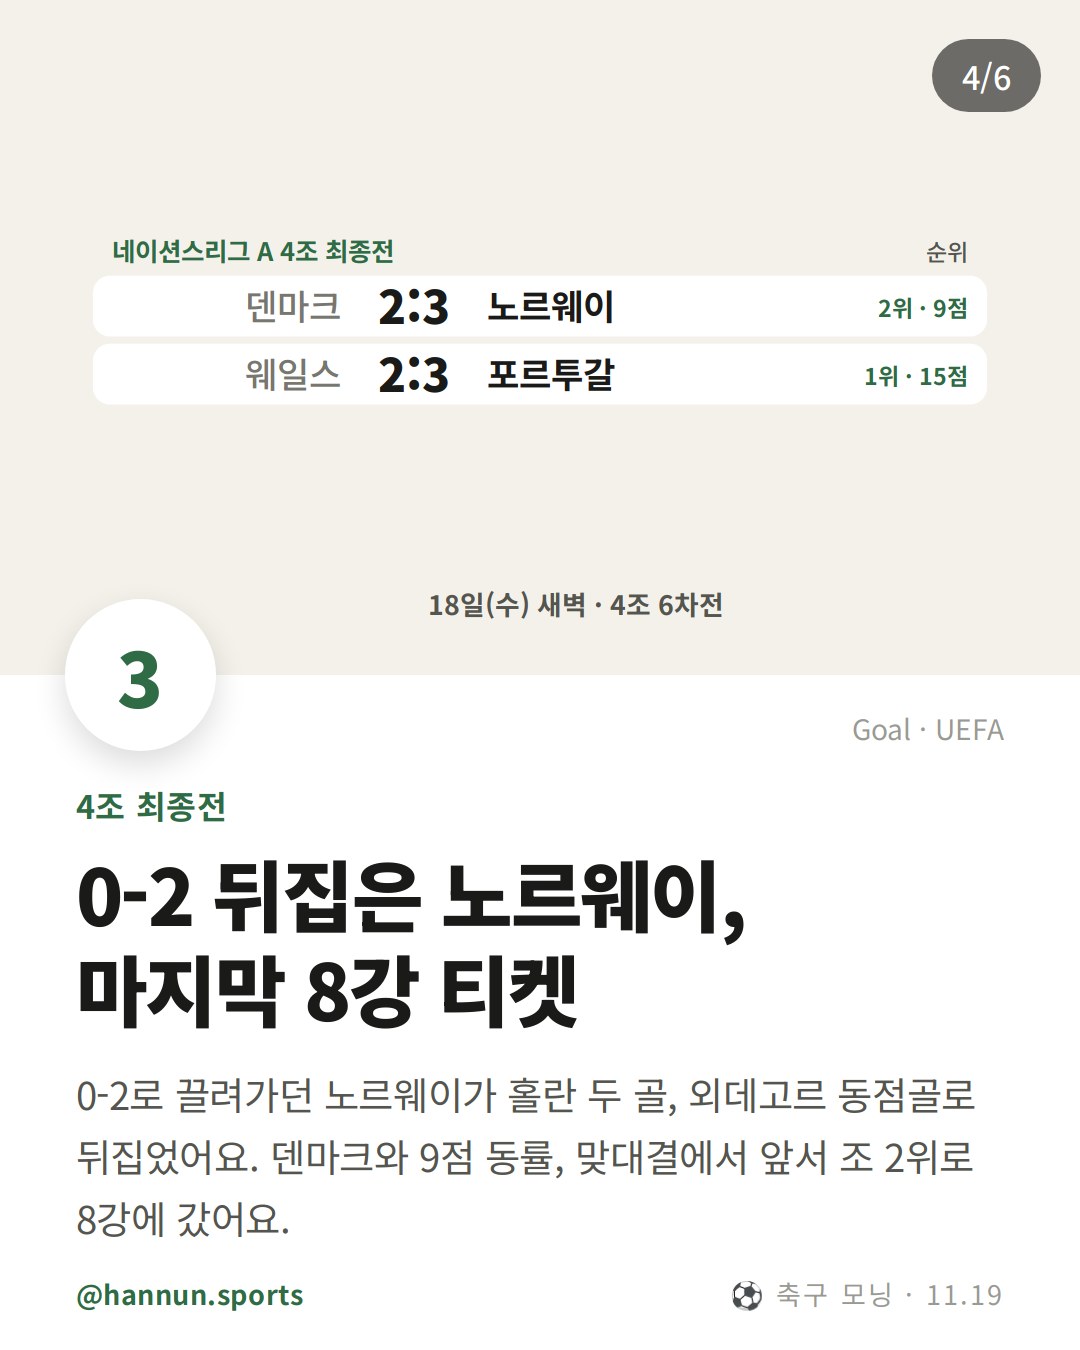 4/6
네이션스리그 A 4조 최종전 순위
덴마크 2:3 노르웨이 2위 · 9점
웨일스 2:3 포르투갈 1위 · 15점
18일(수) 새벽 · 4조 6차전
3
Goal · UEFA
4조 최종전
0-2 뒤집은 노르웨이,
마지막 8강 티켓
0-2로 끌려가던 노르웨이가 홀란 두 골, 외데고르 동점골로
뒤집었어요. 덴마크와 9점 동률, 맞대결에서 앞서 조 2위로
8강에 갔어요.
@hannun.sports ⚽ 축구 모닝 · 11.19